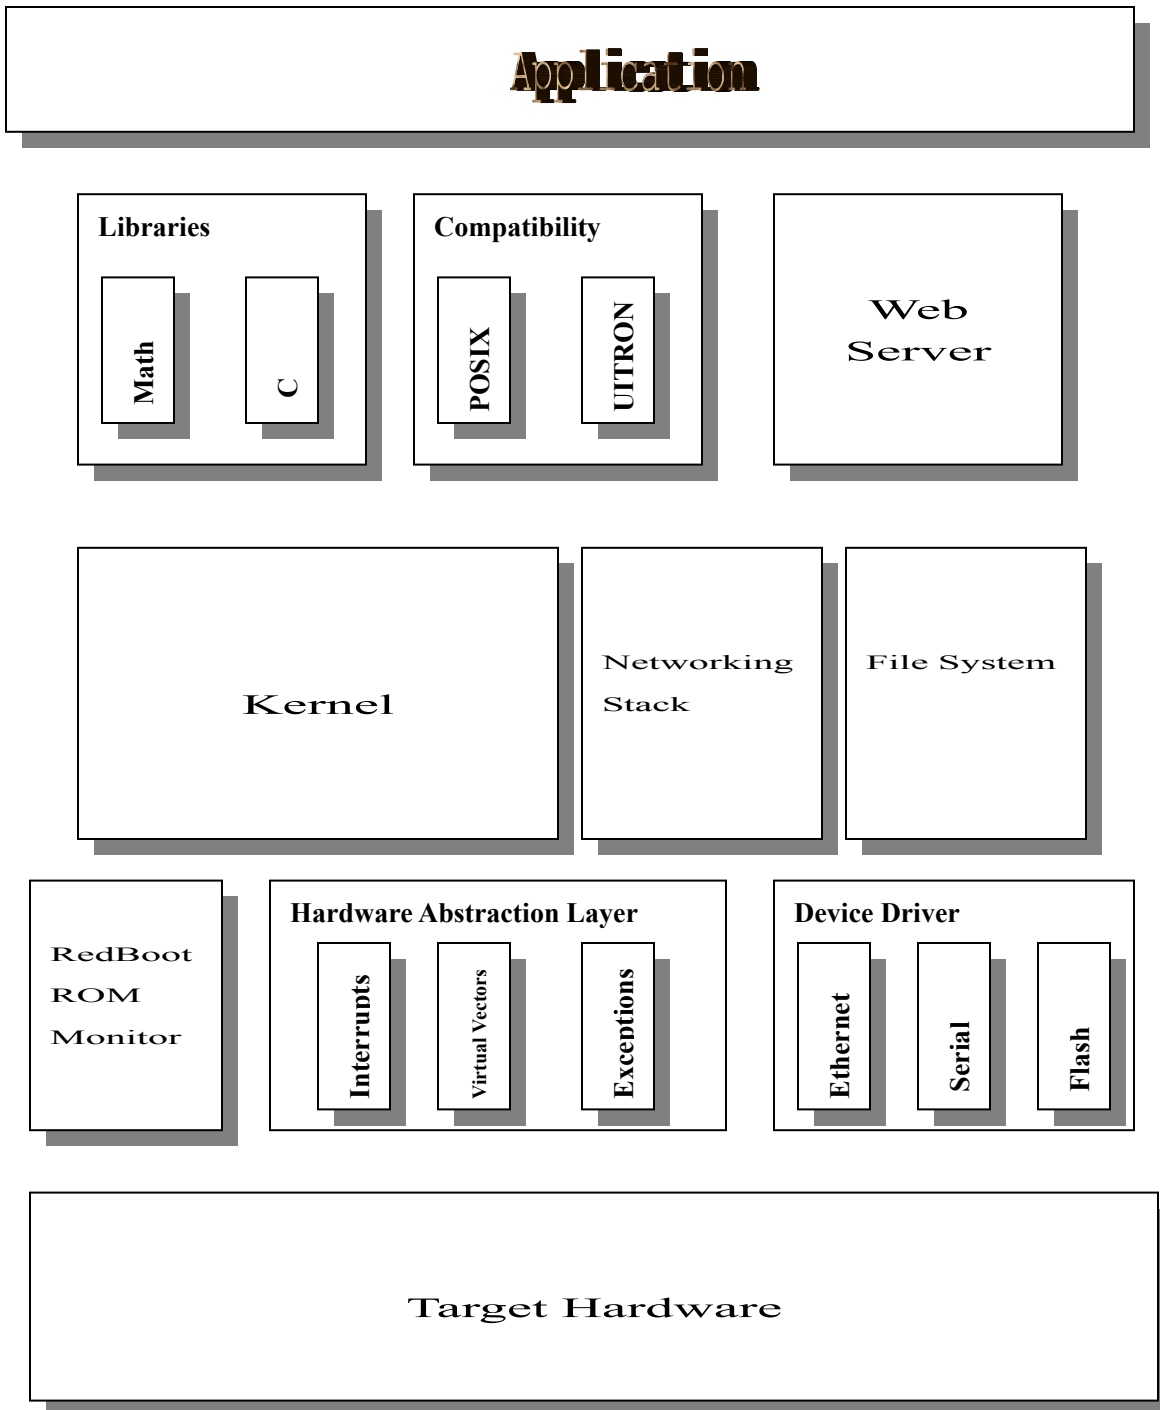 Application
Libraries
Math
C
Compatibility
POSIX
UITRON
Web
Server
Kernel
Networking
Stack
File System
RedBoot
ROM
Monitor
Hardware Abstraction Layer
Interrupts
Virtual Vectors
Exceptions
Device Driver
Ethernet
Serial
Flash
Target Hardware